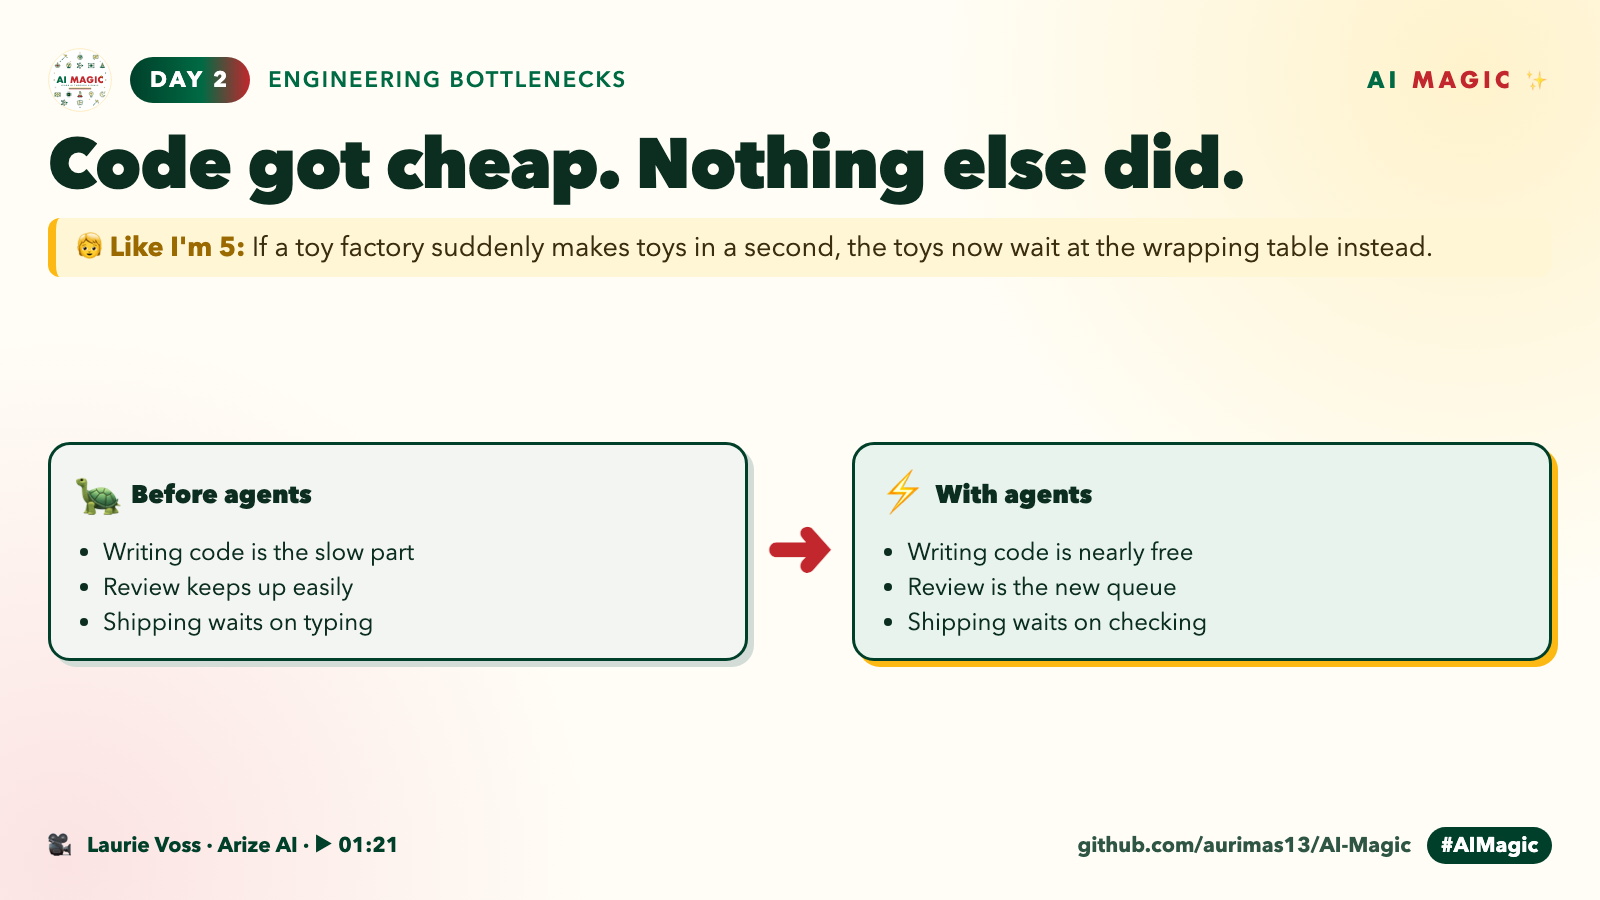 AI MAGIC
DAY 2
ENGINEERING BOTTLENECKS
AI MAGIC
Code got cheap. Nothing else did.
Like I'm 5: If a toy factory suddenly makes toys in a second, the toys now wait at the wrapping table instead.
Before agents
• Writing code is the slow part
• Review keeps up easily
• Shipping waits on typing
With agents
• Writing code is nearly free
• Review is the new queue
• Shipping waits on checking
Laurie Voss · Arize AI · ▶ 01:21
github.com/aurimas13/AI-Magic
#AIMagic